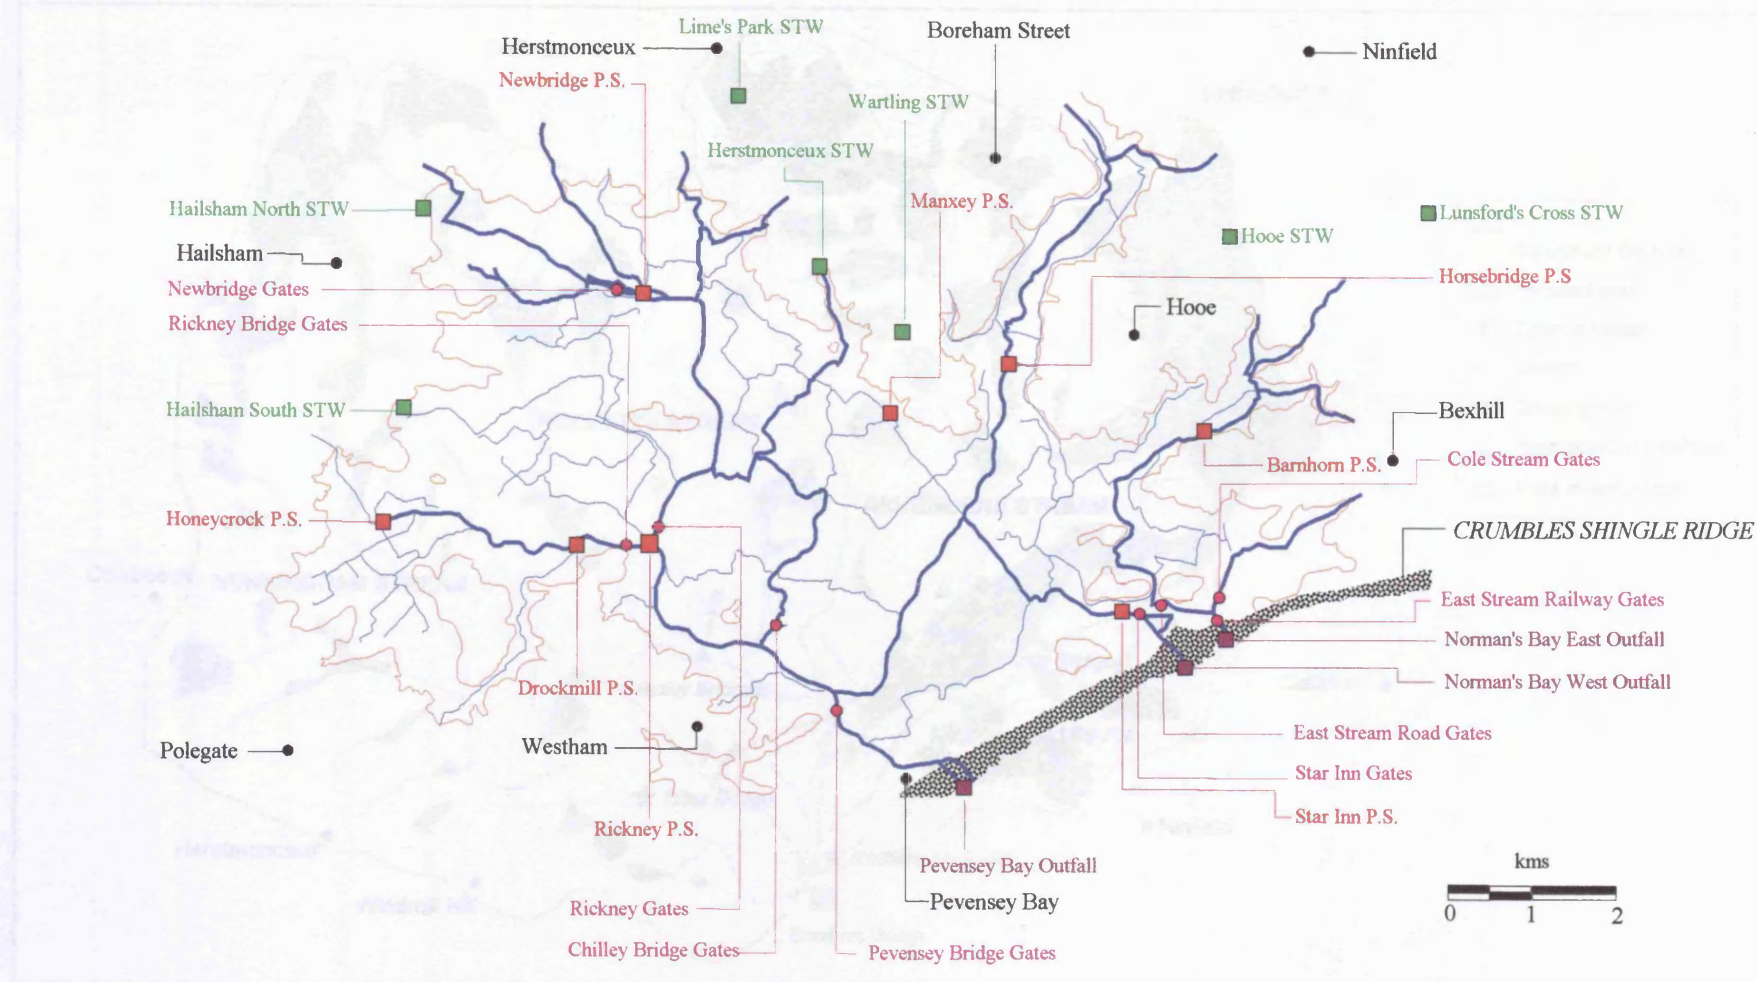 Lime's Park STW
Herstmonceux
Boreham Street
Ninfield
Newbridge P.S.
Wartling STW
Herstmonceux STW
Manxey P.S.
Hailsham North STW
Lunsford's Cross STW
Hooe STW
Hailsham
Newbridge Gates
Horsebridge P.S
Rickney Bridge Gates
Hooe
Hailsham South STW
Bexhill
Barnhorn P.S.
Cole Stream Gates
Honeycrock P.S.
CRUMBLES SHINGLE RIDGE
East Stream Railway Gates
Norman's Bay East Outfall
Drockmill P.S.
Norman's Bay West Outfall
Polegate
Westham
East Stream Road Gates
Star Inn Gates
Rickney P.S.
Star Inn P.S.
Pevensey Bay Outfall
kms
Rickney Gates
Pevensey Bay
0 1 2
Chilley Bridge Gates
Pevensey Bridge Gates